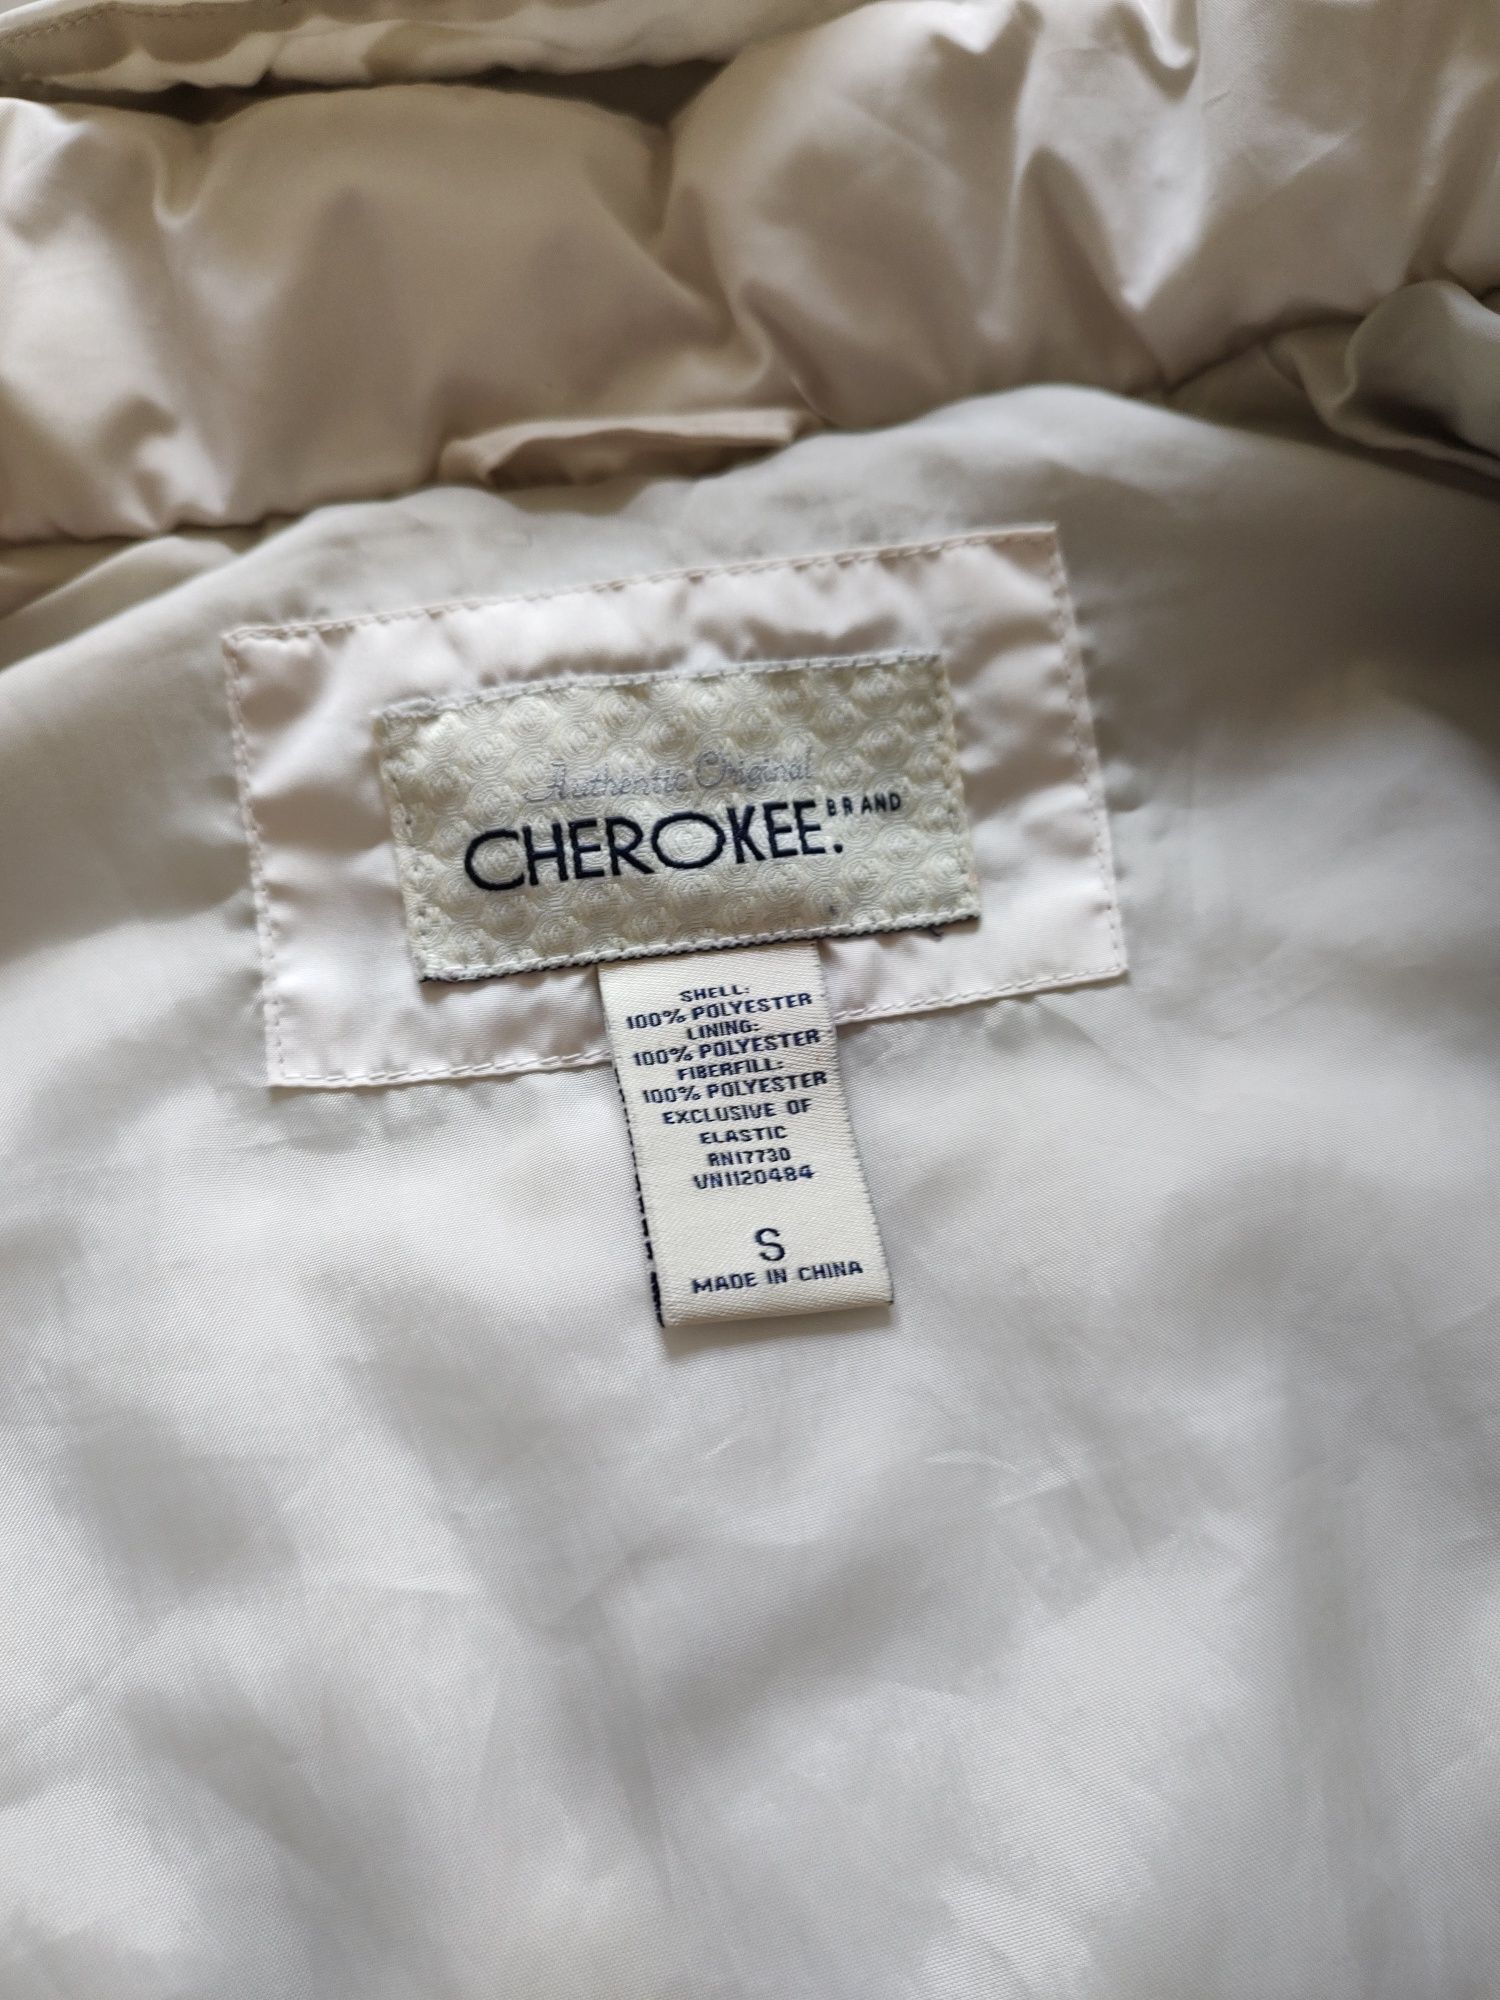 Authentic Original
CHEROKEE. BRAND
SHELL:
100% POLYESTER
LINING:
100% POLYESTER
FIBERFILL:
100% POLYESTER
EXCLUSIVE OF
ELASTIC
RN17730
VN1120484
S
MADE IN CHINA